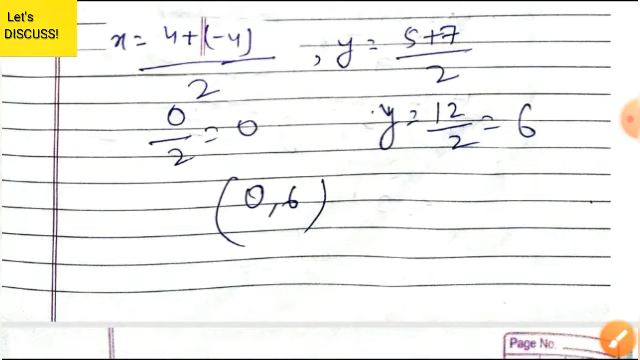 Let's
DISCUSS!
x = 4+(-4)/2 , y = 5+7/2
0/2 = 0 y = 12/2 = 6
(0,6)
Page No.